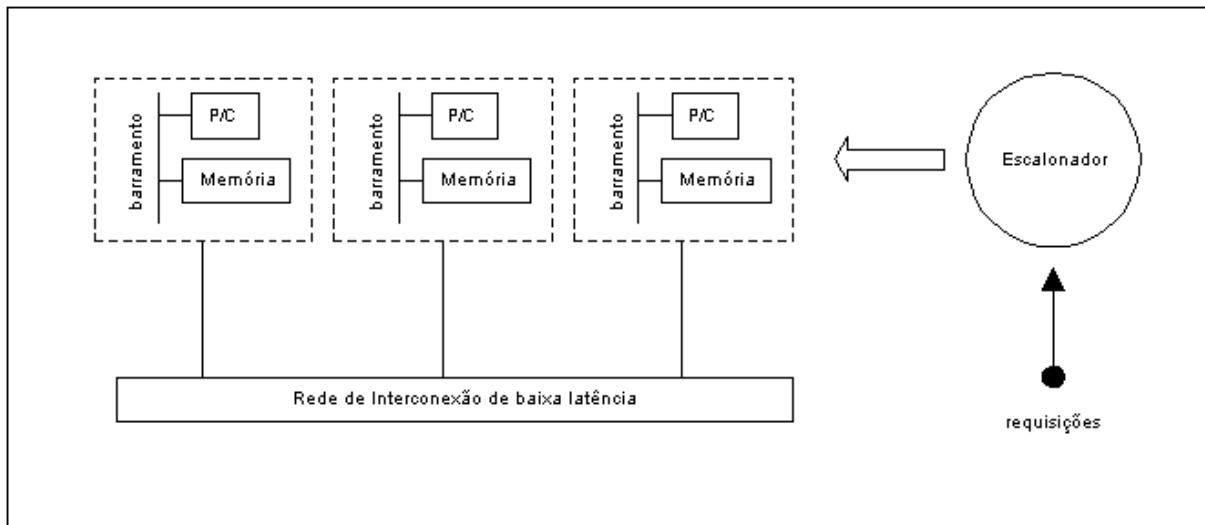 barramento
P/C
Memória
barramento
P/C
Memória
barramento
P/C
Memória
Escalonador
Rede de Interconexão de baixa latência
requisições